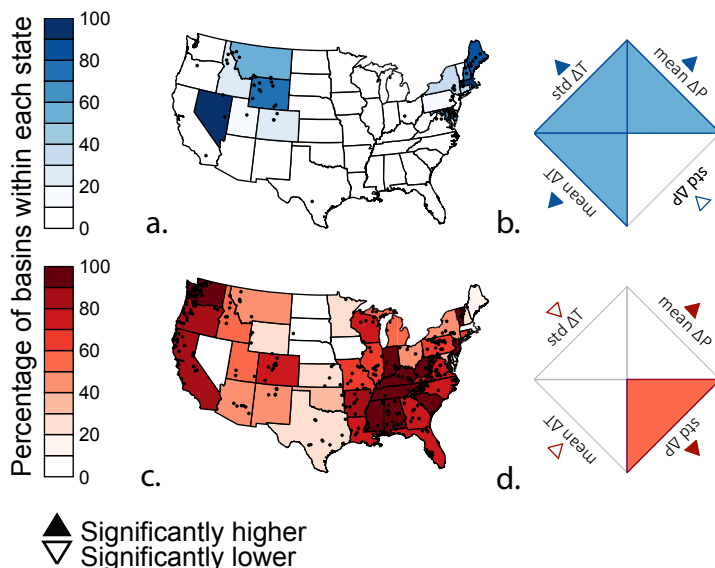 Percentage of basins within each state
100
80
60
40
20
0
a.
std ΔT
mean ΔP
mean ΔT
std ΔP
b.
100
80
60
40
20
0
c.
std ΔT
mean ΔP
mean ΔT
std ΔP
d.
Significantly higher
Significantly lower